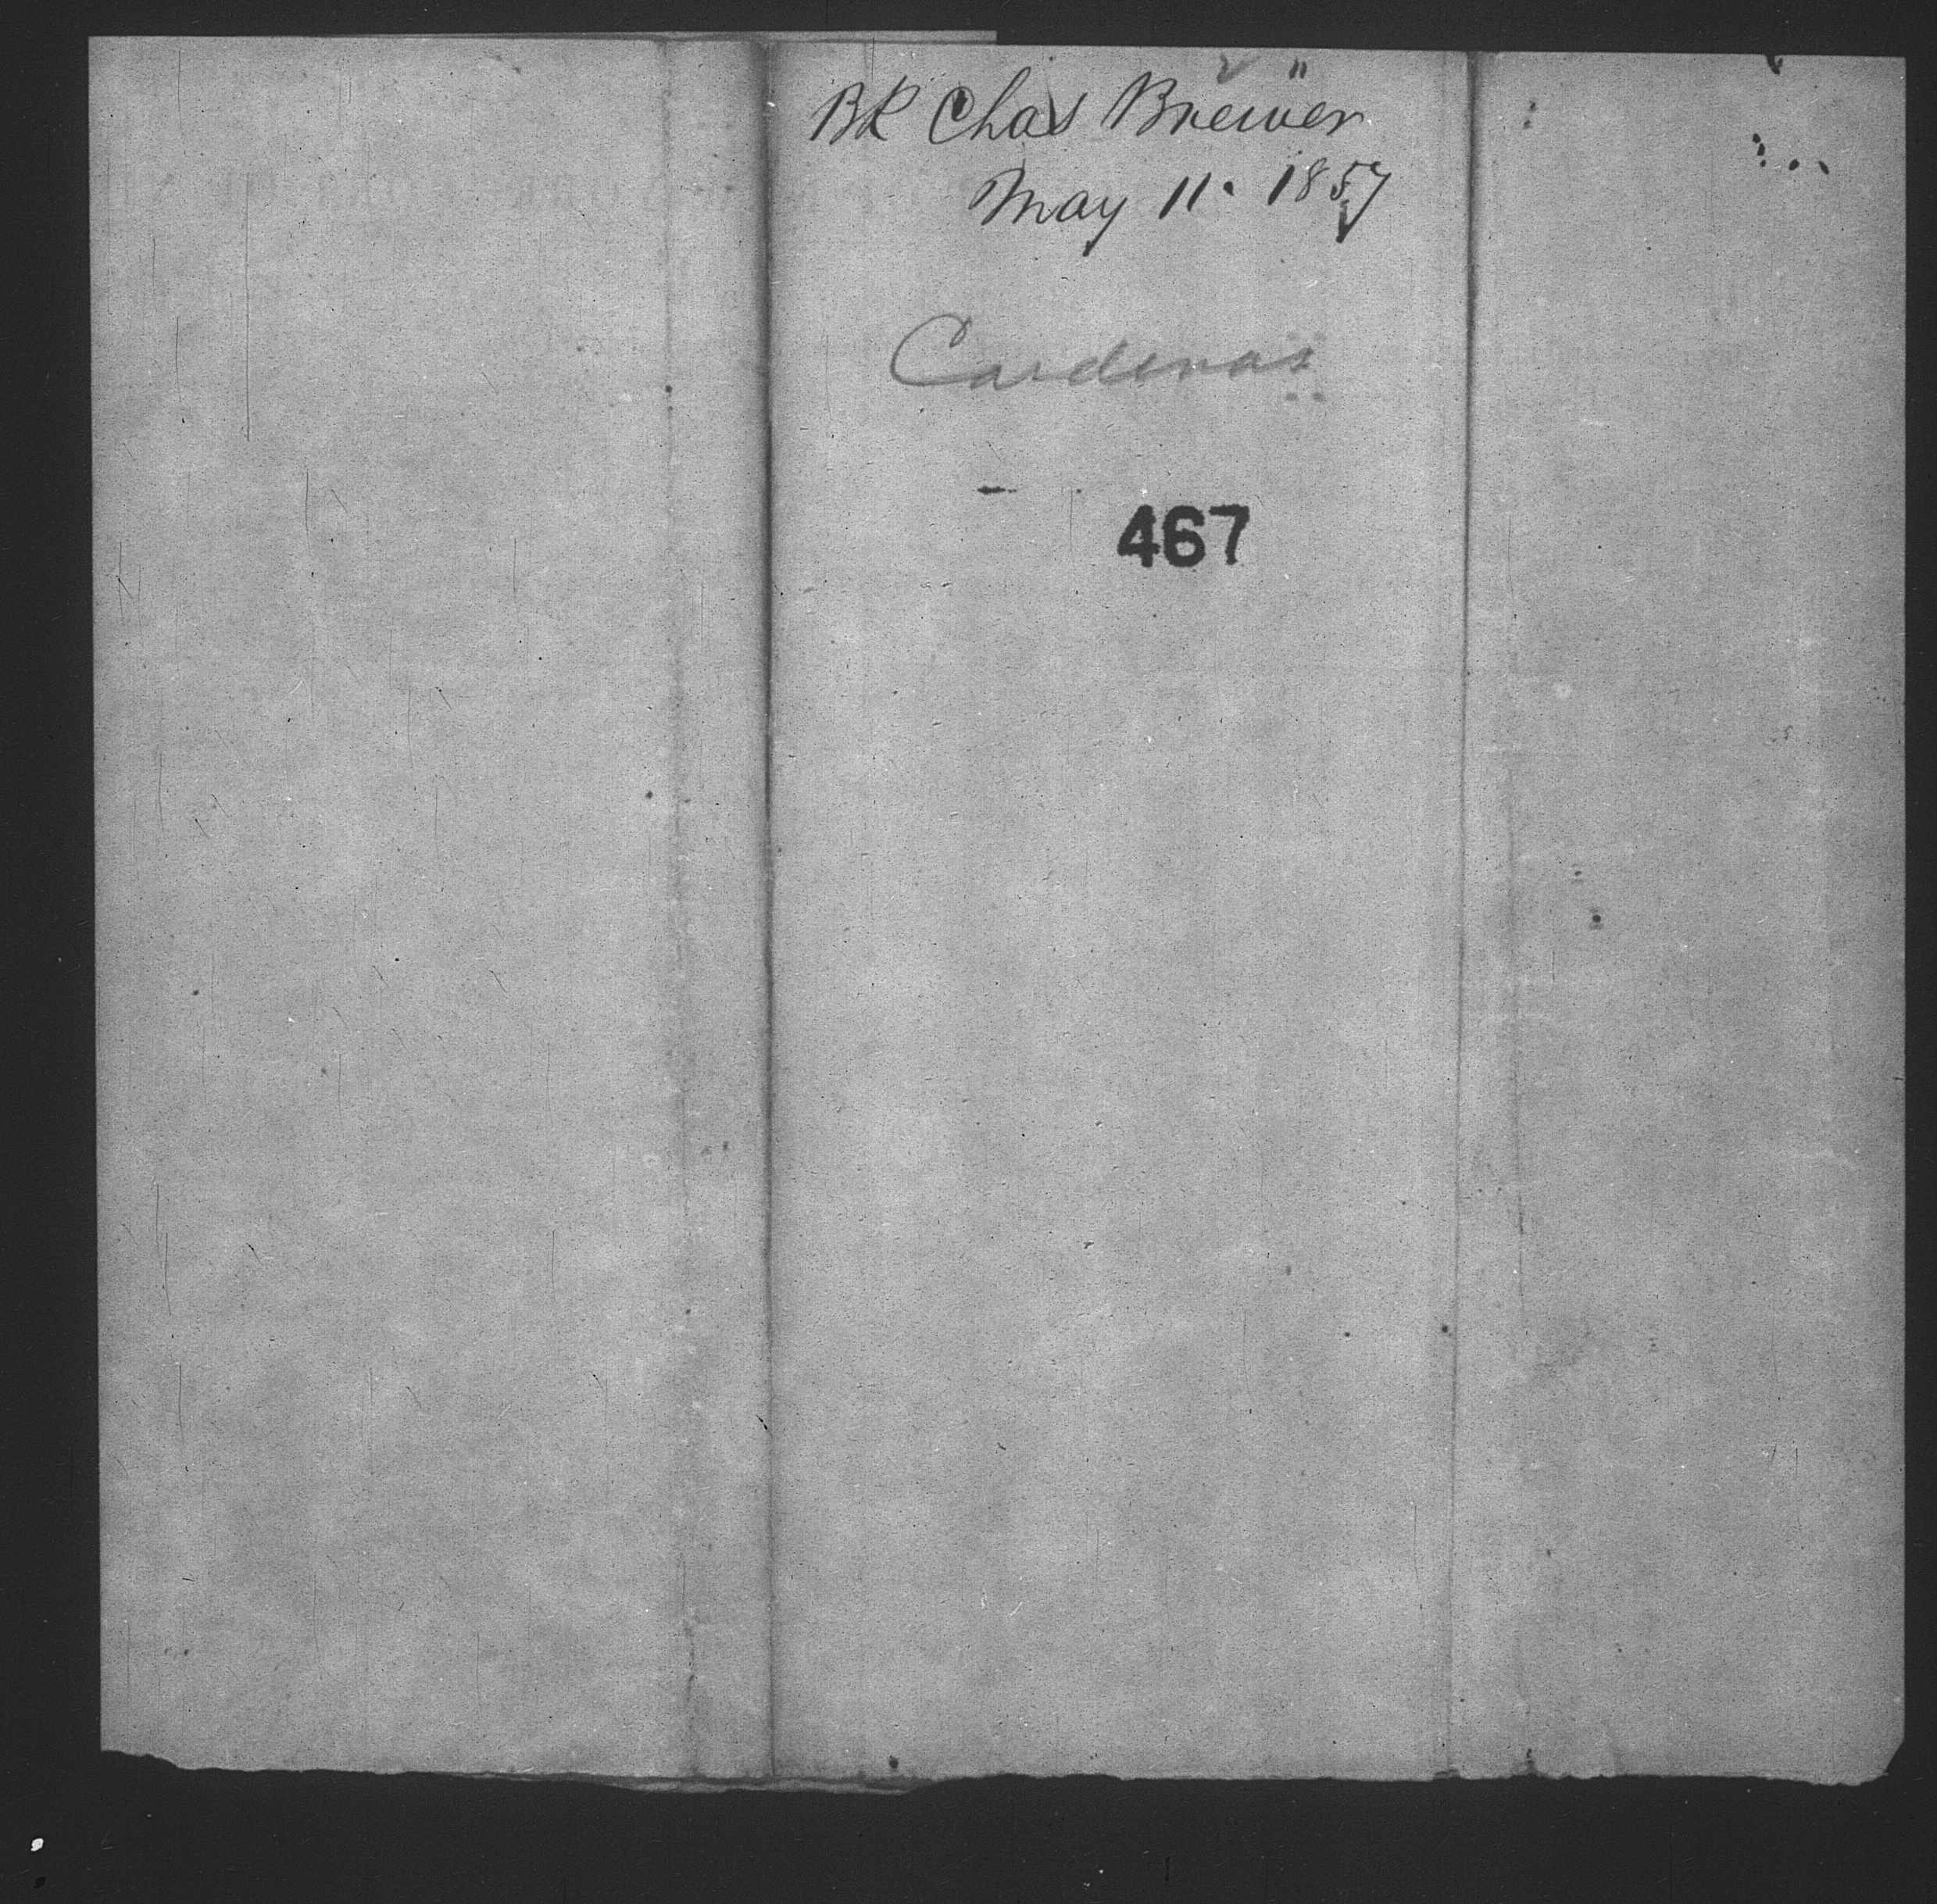 BK Chas Brewer
May 11. 1857
Cardenas
467